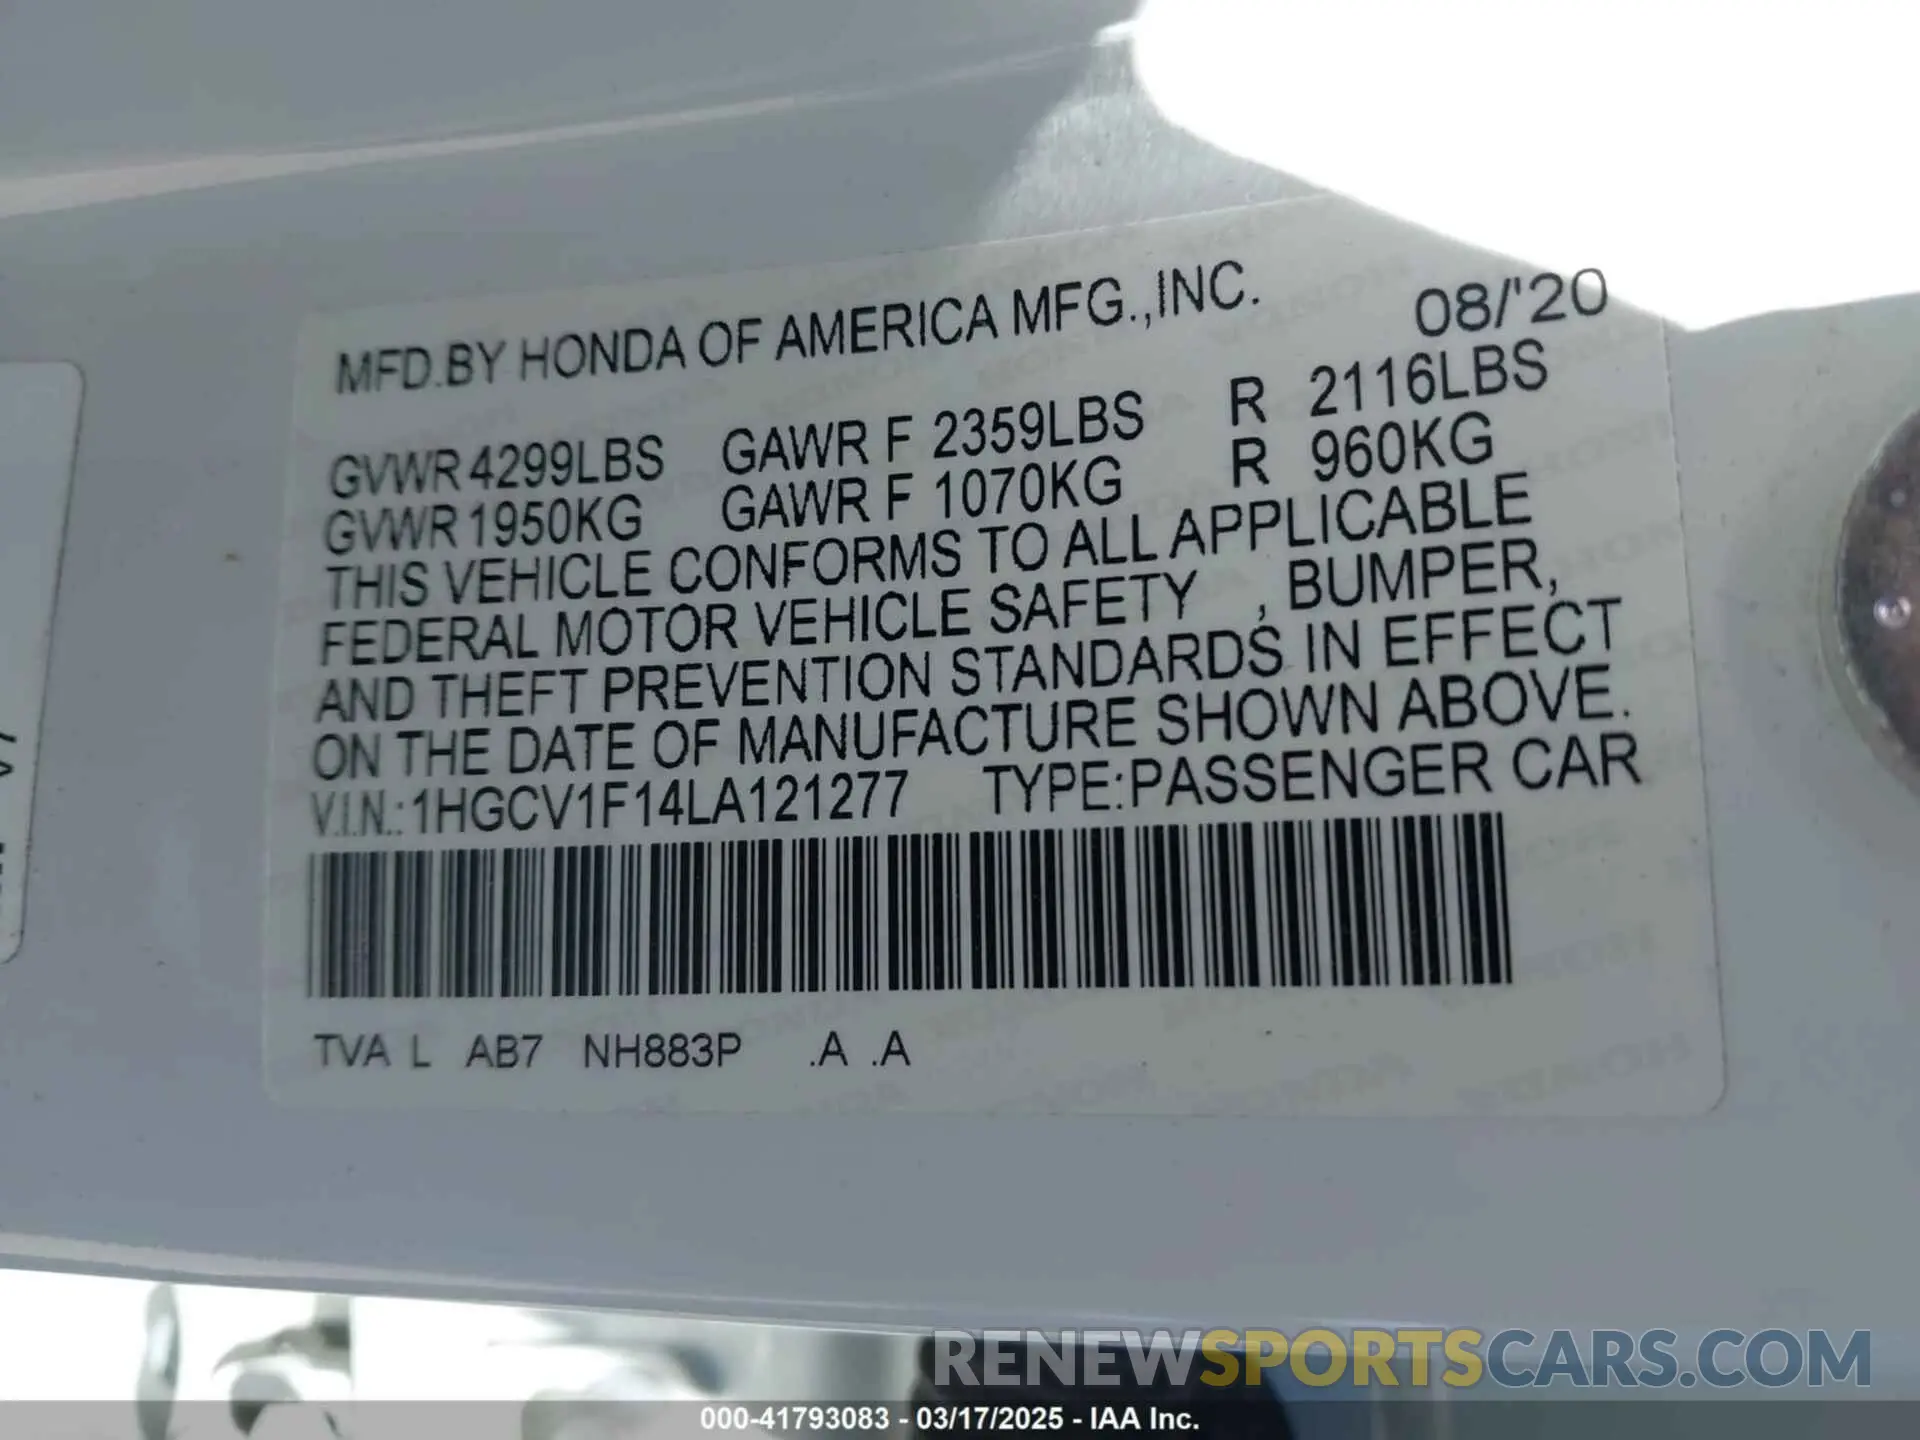 MFD.BY HONDA OF AMERICA MFG.,INC. 08/'20
GVWR 4299LBS GAWR F 2359LBS R 2116LBS
GVWR 1950KG GAWR F 1070KG R 960KG
THIS VEHICLE CONFORMS TO ALL APPLICABLE
FEDERAL MOTOR VEHICLE SAFETY , BUMPER,
AND THEFT PREVENTION STANDARDS IN EFFECT
ON THE DATE OF MANUFACTURE SHOWN ABOVE.
V.I.N.: 1HGCV1F14LA121277 TYPE:PASSENGER CAR
TVA L AB7 NH883P .A .A
RENEWSPORTSCARS.COM
000-41793083 - 03/17/2025 - IAA Inc.